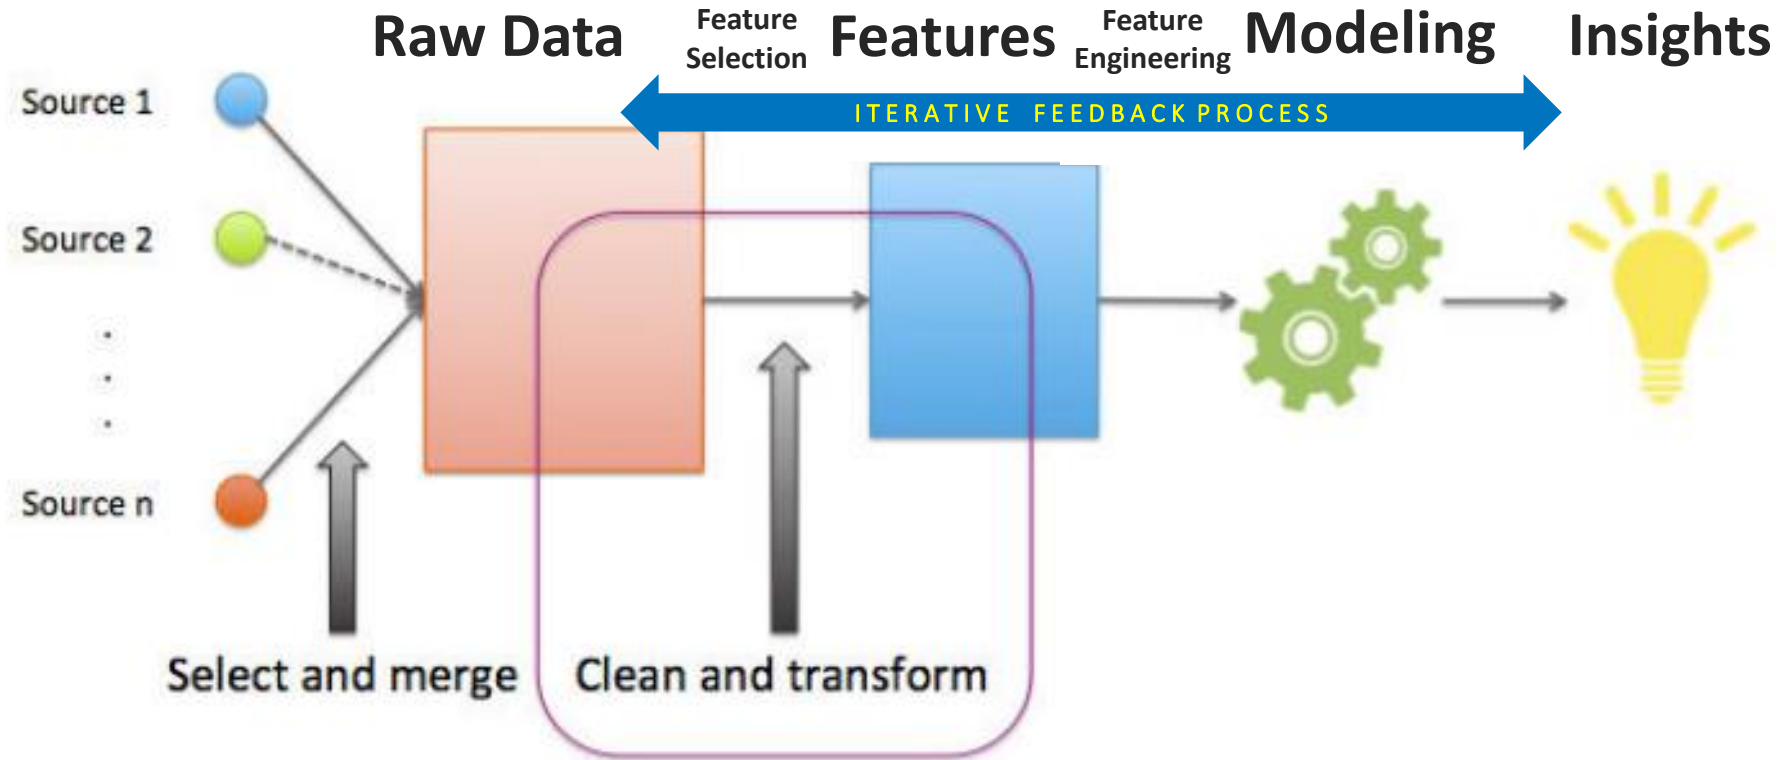 Raw Data
Feature
Selection
Features
Feature
Engineering
Modeling
Insights
ITERATIVE FEEDBACK PROCESS
Source 1
Source 2
.
.
.
Source n
Select and merge
Clean and transform